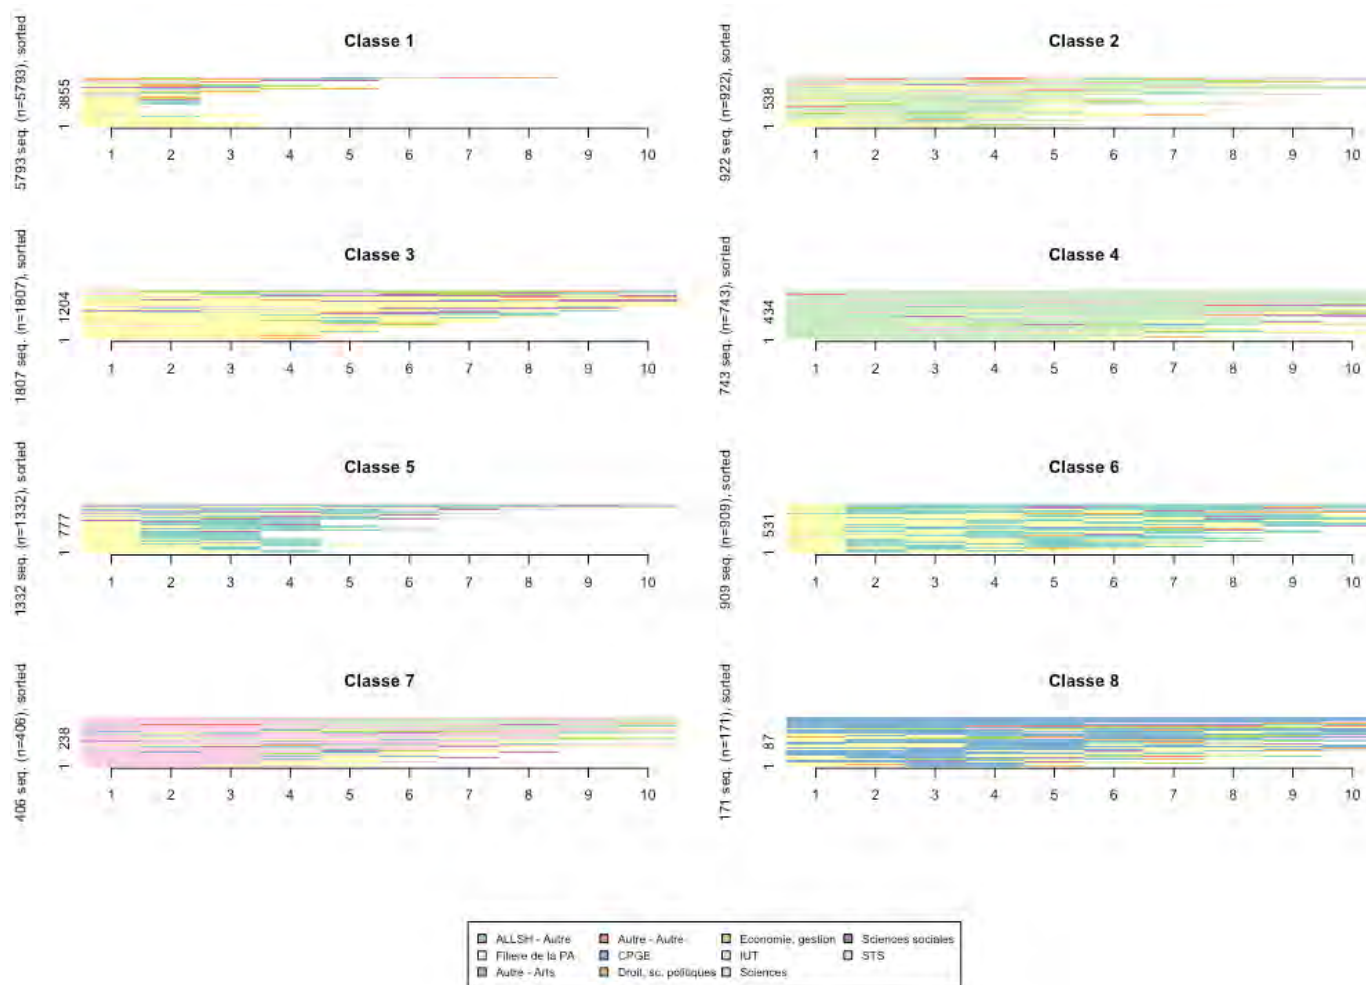 Classe 1
5793 seq. (n=5793), sorted
1 3855
1 2 3 4 5 6 7 8 9 10
Classe 2
922 seq. (n=922), sorted
1 538
1 2 3 4 5 6 7 8 9 10
Classe 3
1807 seq. (n=1807), sorted
1 1204
1 2 3 4 5 6 7 8 9 10
Classe 4
743 seq. (n=743), sorted
1 434
1 2 3 4 5 6 7 8 9 10
Classe 5
1332 seq. (n=1332), sorted
1 777
1 2 3 4 5 6 7 8 9 10
Classe 6
909 seq. (n=909), sorted
1 531
1 2 3 4 5 6 7 8 9 10
Classe 7
406 seq. (n=406), sorted
1 238
1 2 3 4 5 6 7 8 9 10
Classe 8
171 seq. (n=171), sorted
1 87
1 2 3 4 5 6 7 8 9 10
ALLSH - Autre Autre - Autre Economie, gestion Sciences sociales
Filiere de la PA CPGE IUT STS
Autre - Arts Droit, sc. politiques Sciences